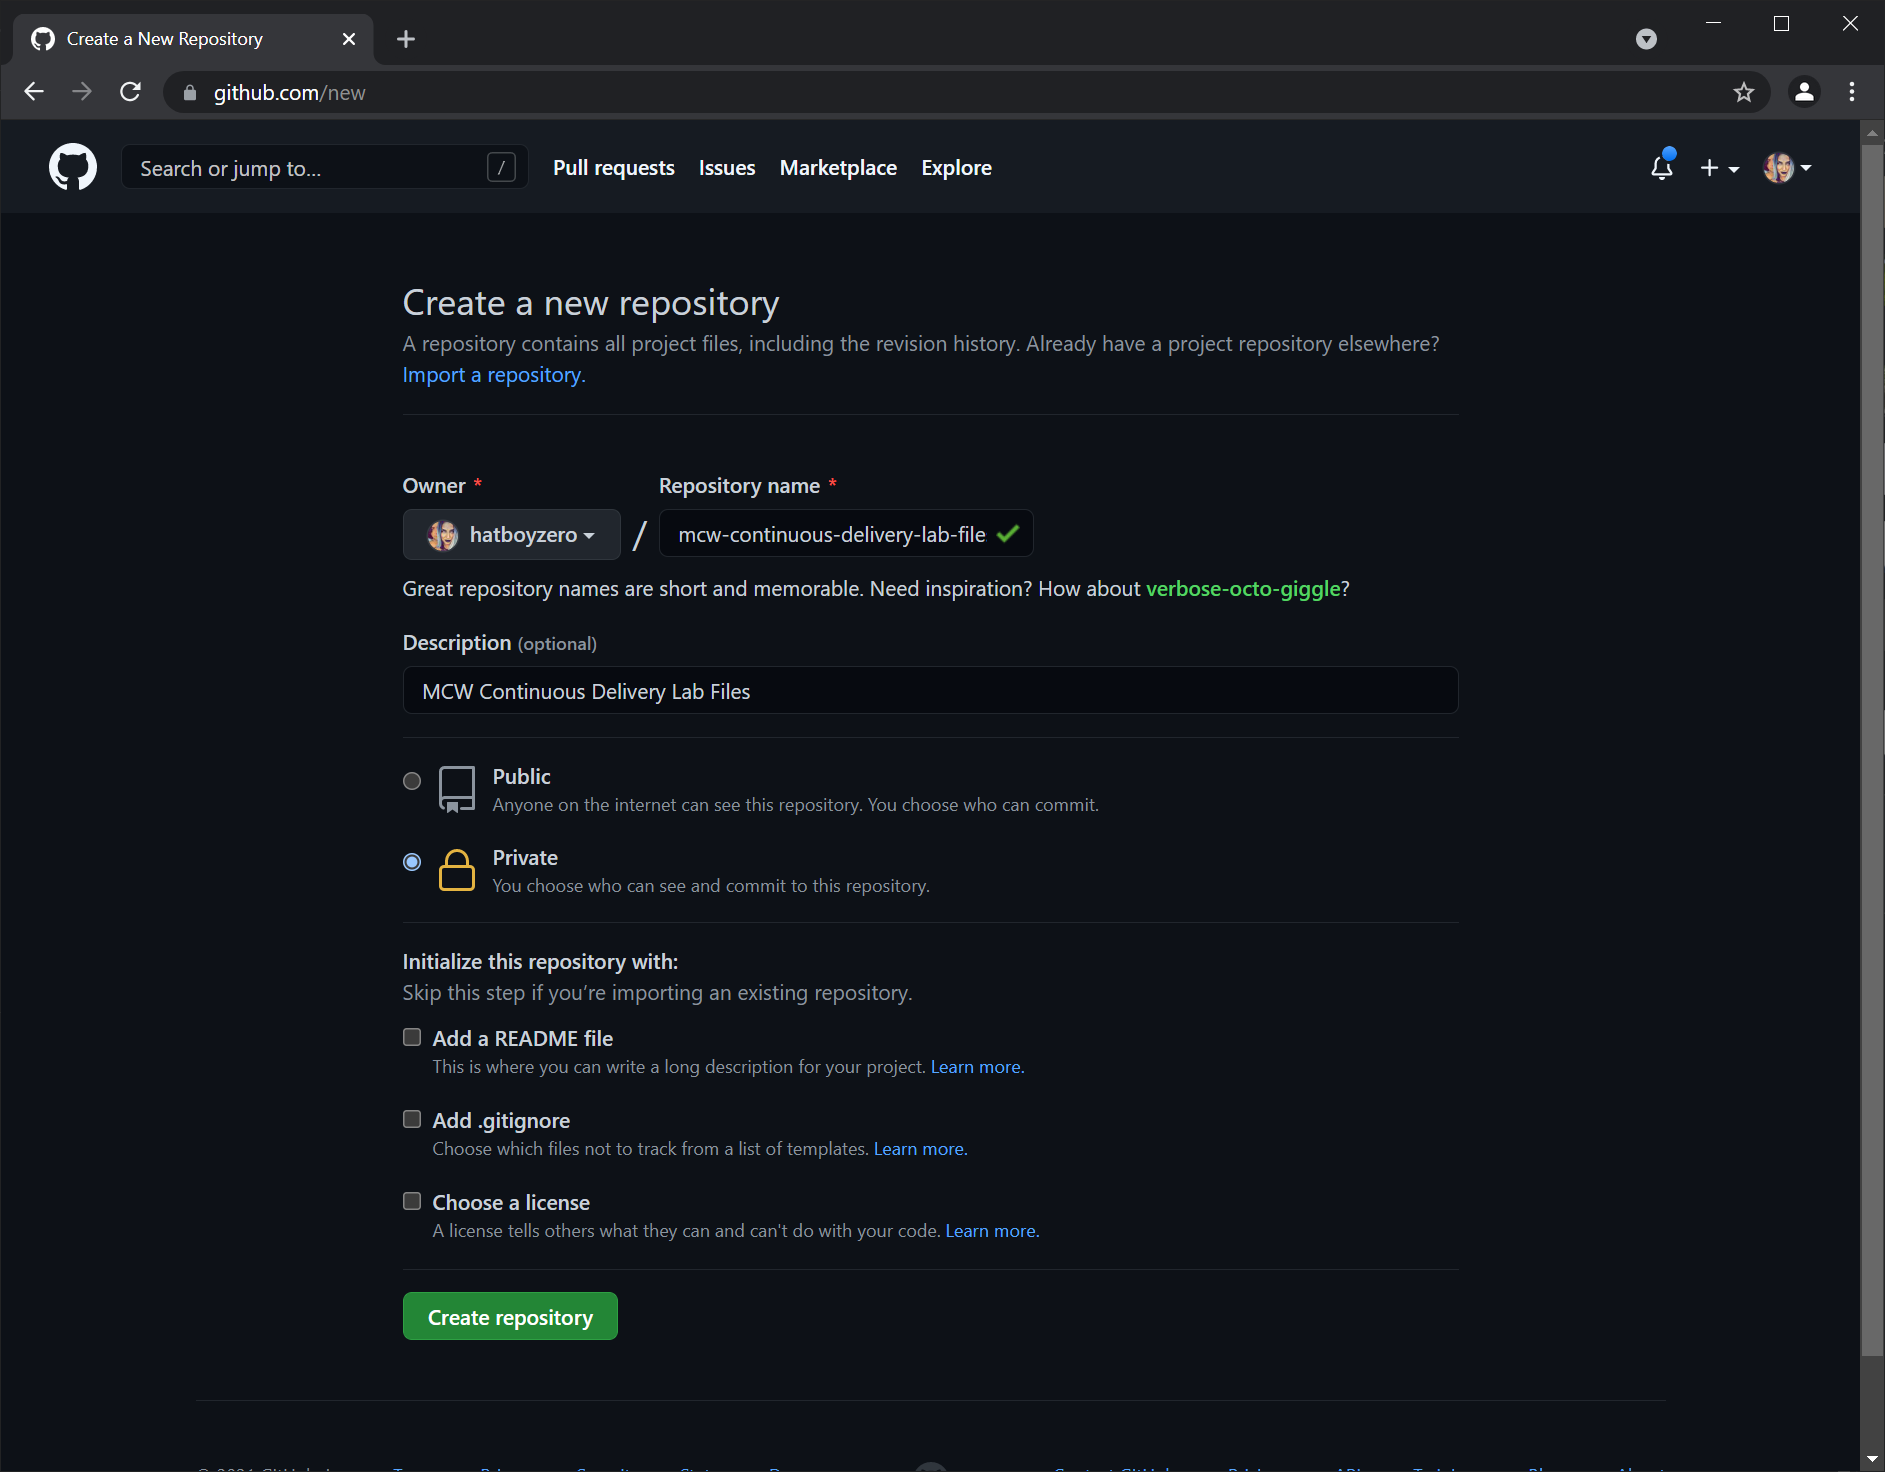 Create a New Repository
github.com/new
Search or jump to... /
Pull requests Issues Marketplace Explore
Create a new repository
A repository contains all project files, including the revision history. Already have a project repository elsewhere?
Import a repository.
Owner * Repository name *
hatboyzero / mcw-continuous-delivery-lab-file
Great repository names are short and memorable. Need inspiration? How about verbose-octo-giggle?
Description (optional)
MCW Continuous Delivery Lab Files
Public
Anyone on the internet can see this repository. You choose who can commit.
Private
You choose who can see and commit to this repository.
Initialize this repository with:
Skip this step if you’re importing an existing repository.
Add a README file
This is where you can write a long description for your project. Learn more.
Add .gitignore
Choose which files not to track from a list of templates. Learn more.
Choose a license
A license tells others what they can and can't do with your code. Learn more.
Create repository